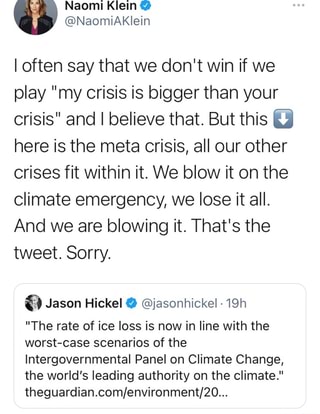 Naomi Klein
@NaomiAKlein
I often say that we don't win if we
play "my crisis is bigger than your
crisis" and I believe that. But this ⬇️
here is the meta crisis, all our other
crises fit within it. We blow it on the
climate emergency, we lose it all.
And we are blowing it. That's the
tweet. Sorry.
Jason Hickel @jasonhickel · 19h
"The rate of ice loss is now in line with the
worst-case scenarios of the
Intergovernmental Panel on Climate Change,
the world's leading authority on the climate."
theguardian.com/environment/20...